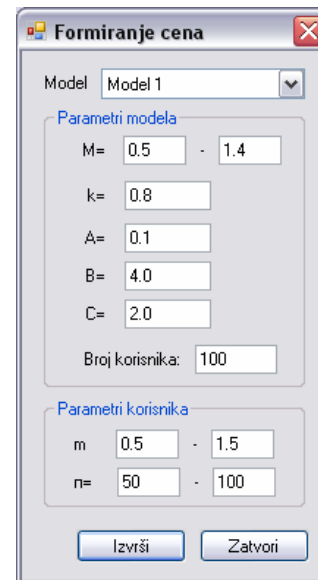 Formiranje cena
Model Model 1
Parametri modela
M= 0.5 - 1.4
k= 0.8
A= 0.1
B= 4.0
C= 2.0
Broj korisnika: 100
Parametri korisnika
m 0.5 - 1.5
n= 50 - 100
Izvrši Zatvori